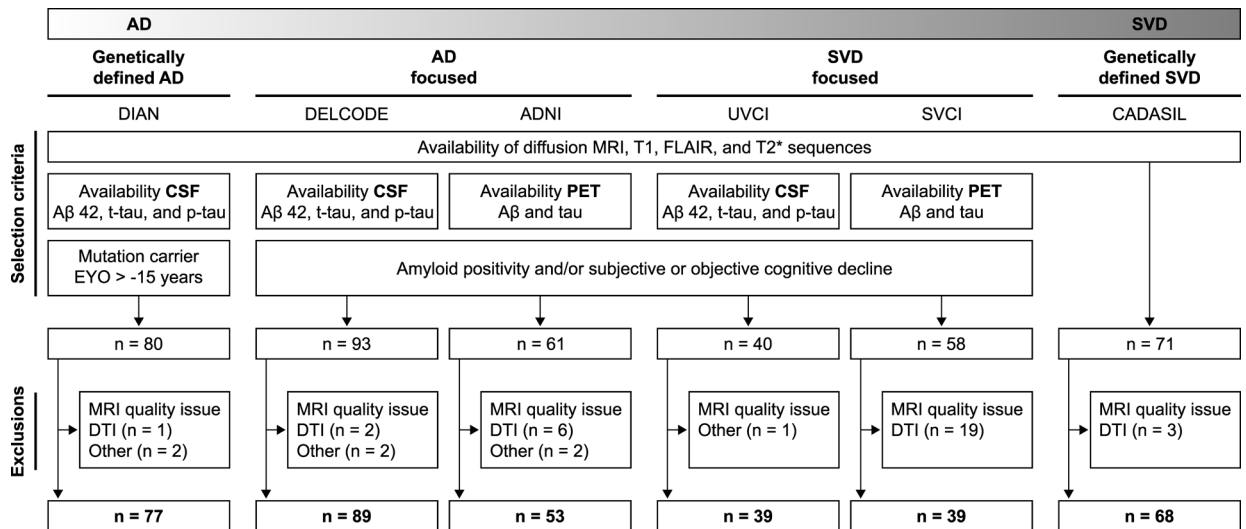 AD
SVD
Genetically
defined AD
AD
focused
SVD
focused
Genetically
defined SVD
DIAN
DELCODE
ADNI
UVCI
SVCI
CADASIL
Selection criteria
Availability of diffusion MRI, T1, FLAIR, and T2* sequences
Availability CSF
Aβ 42, t-tau, and p-tau
Availability CSF
Aβ 42, t-tau, and p-tau
Availability PET
Aβ and tau
Availability CSF
Aβ 42, t-tau, and p-tau
Availability PET
Aβ and tau
Mutation carrier
EYO > -15 years
Amyloid positivity and/or subjective or objective cognitive decline
n = 80
n = 93
n = 61
n = 40
n = 58
n = 71
Exclusions
MRI quality issue
DTI (n = 1)
Other (n = 2)
MRI quality issue
DTI (n = 2)
Other (n = 2)
MRI quality issue
DTI (n = 6)
Other (n = 2)
MRI quality issue
Other (n = 1)
MRI quality issue
DTI (n = 19)
MRI quality issue
DTI (n = 3)
n = 77
n = 89
n = 53
n = 39
n = 39
n = 68